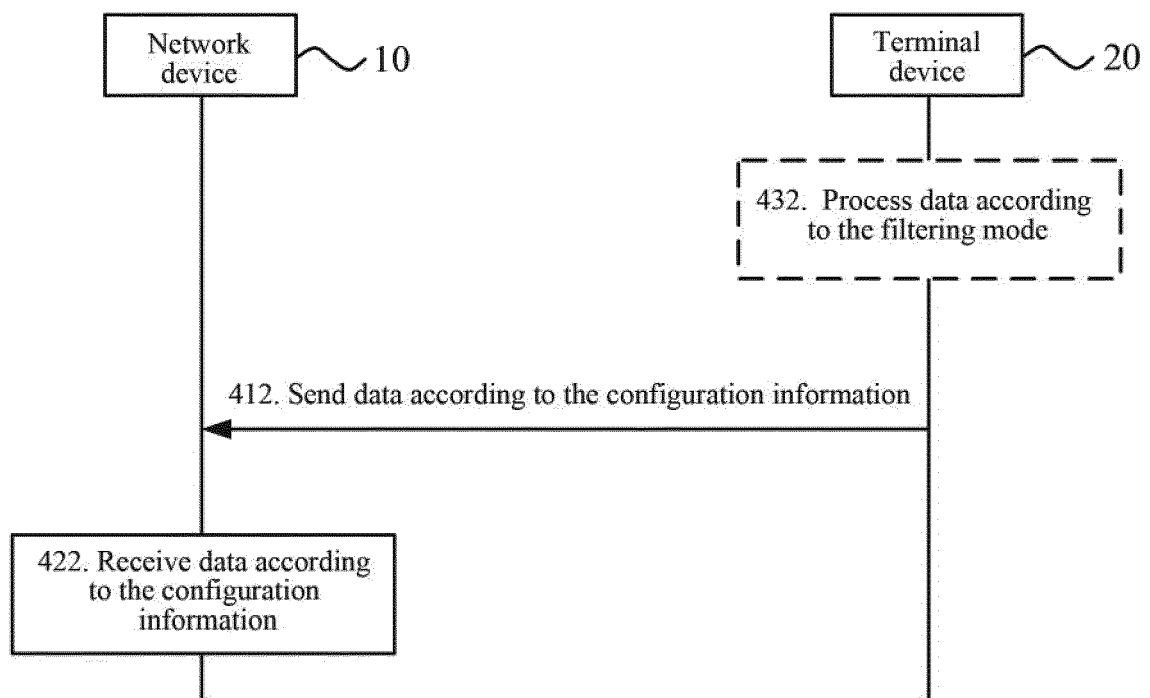 Network
device
10
Terminal
device
20
432. Process data according
to the filtering mode
412. Send data according to the configuration information
422. Receive data according
to the configuration
information